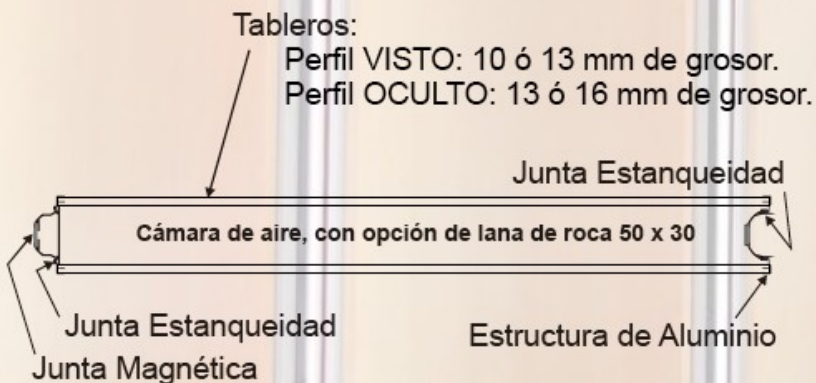 Tableros:
Perfil VISTO: 10 ó 13 mm de grosor.
Perfil OCULTO: 13 ó 16 mm de grosor.
Junta Estanqueidad
Cámara de aire, con opción de lana de roca 50 x 30
Junta Estanqueidad
Estructura de Aluminio
Junta Magnética